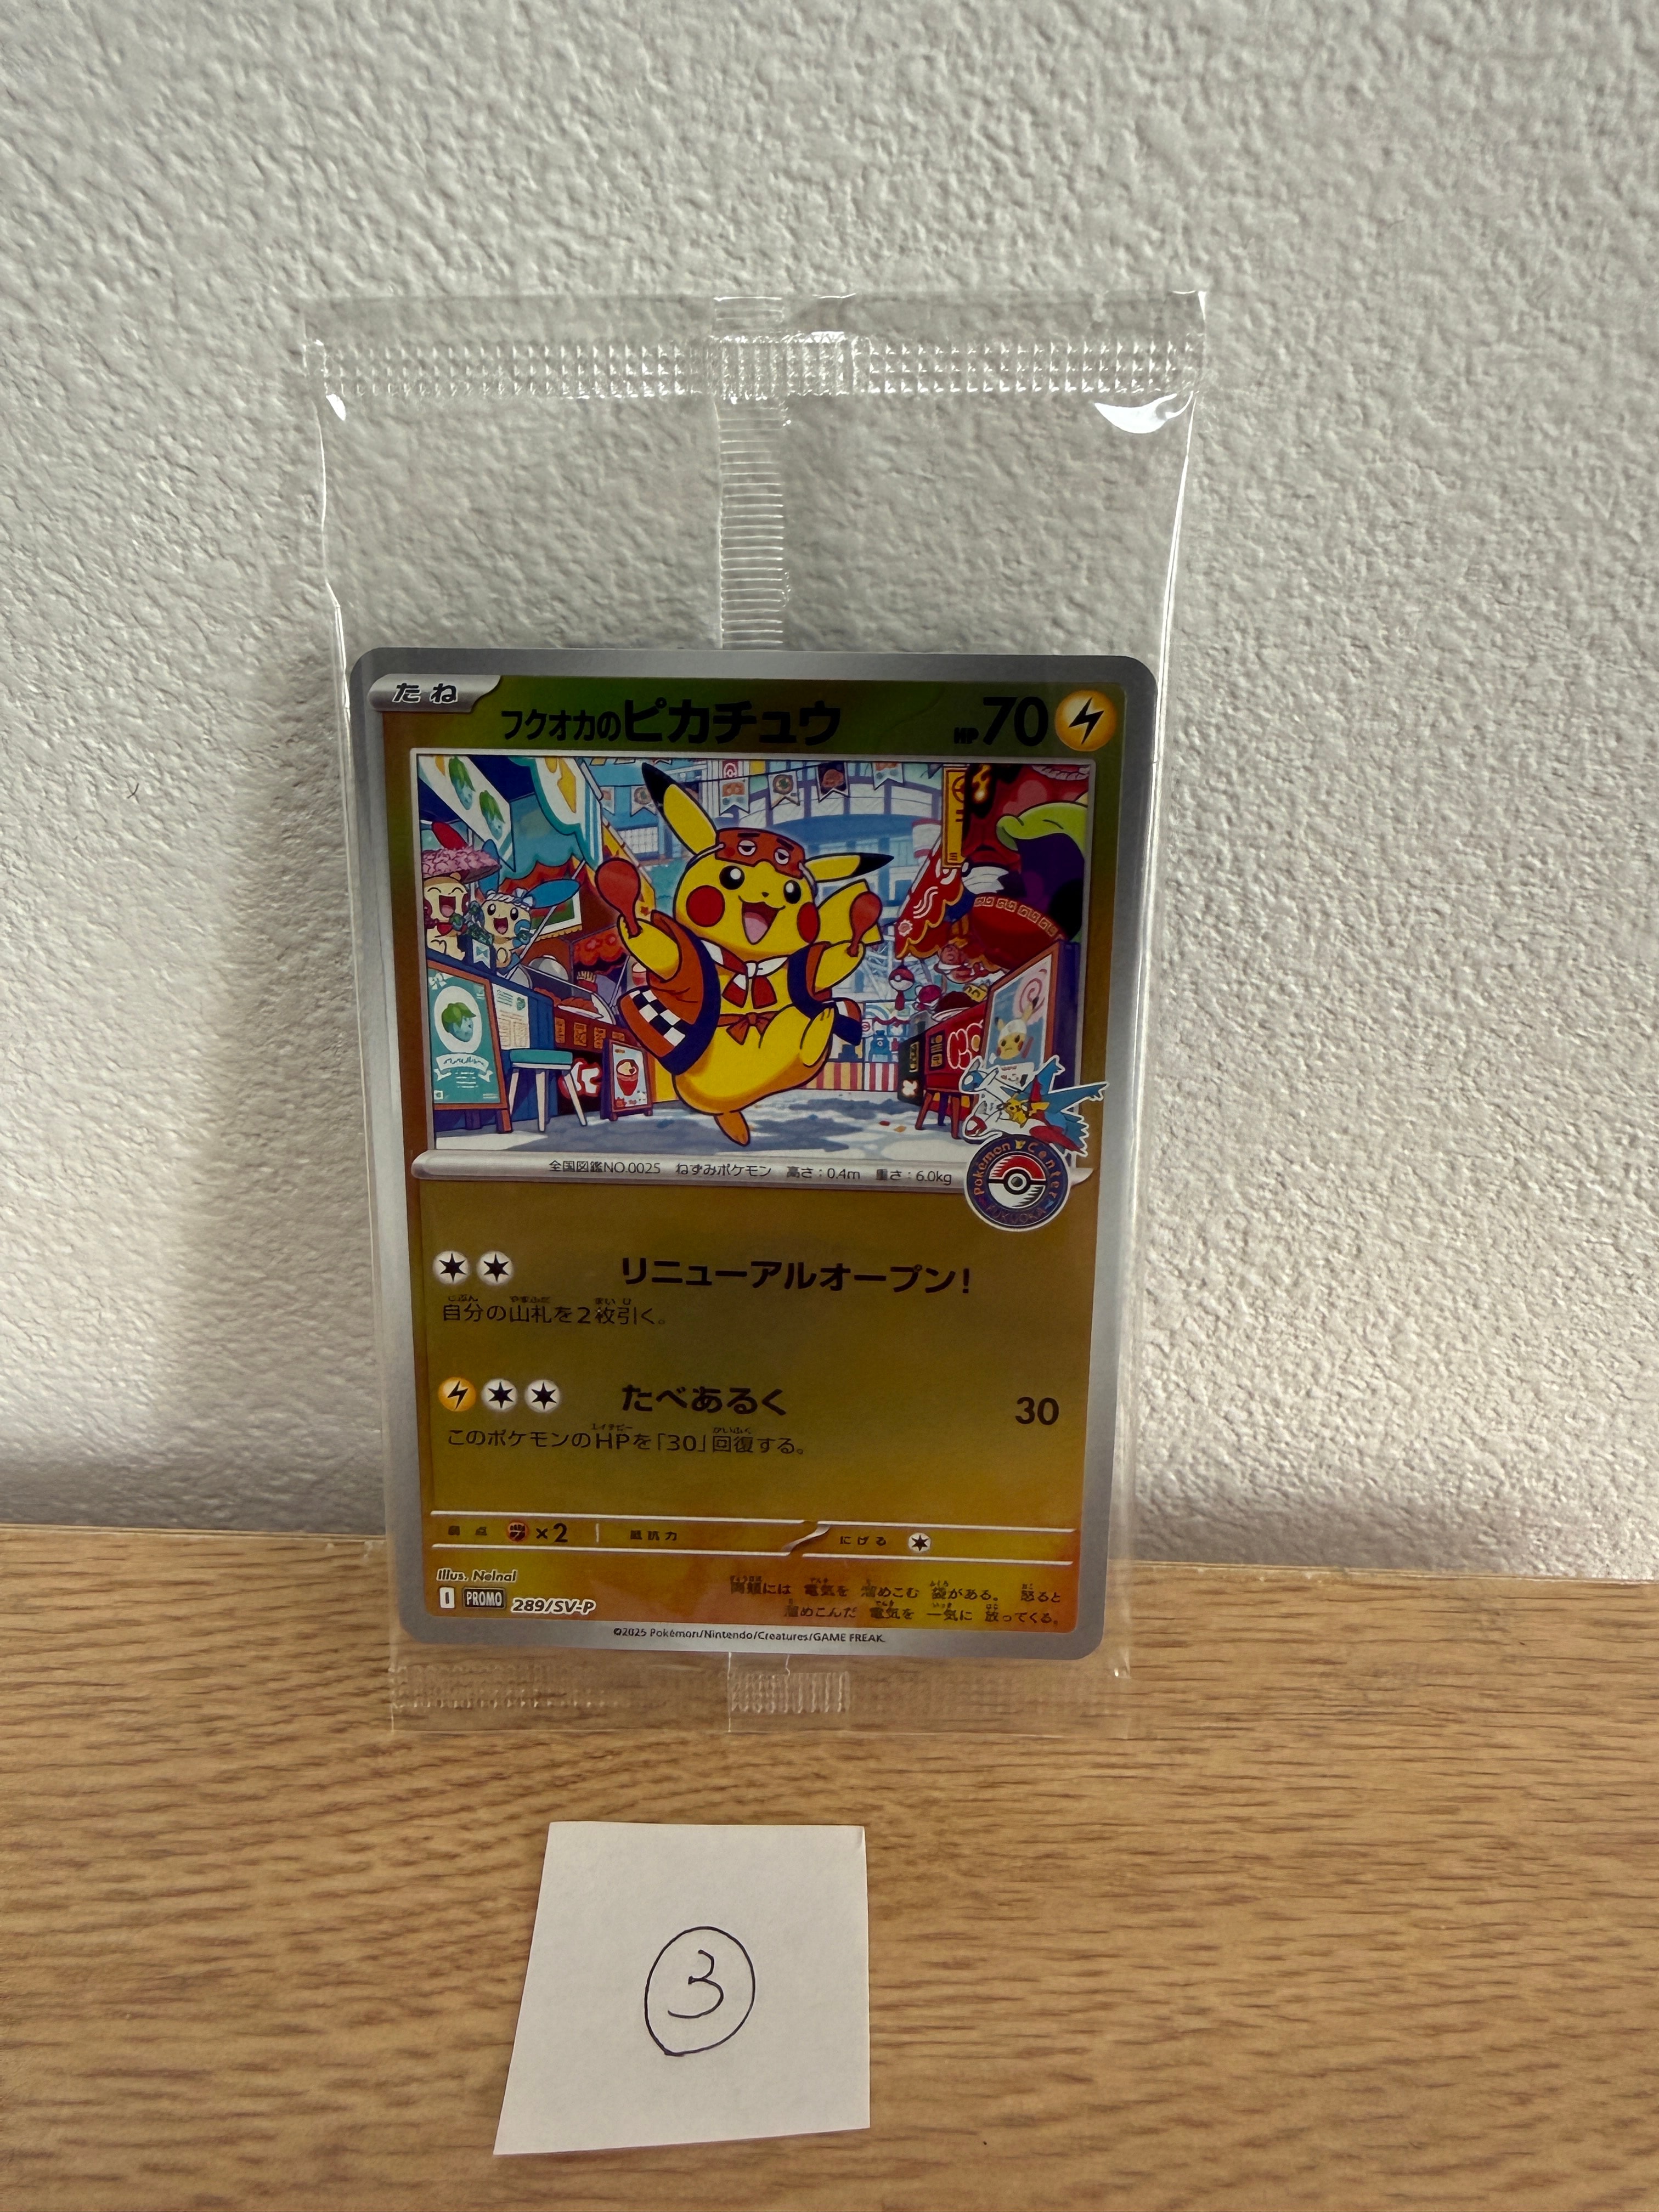 たね
フクオカのピカチュウ
HP70
全国図鑑NO.0025 ねずみポケモン 高さ：0.4m 重さ：6.0kg
Pokémon Center
FUKUOKA
リニューアルオープン！
自分の山札を2枚引く。
たべあるく 30
このポケモンのHPを「30」回復する。
弱点 ×2 抵抗力 にげる
Illus. Nelnal
I PROMO 289/SV-P
両頬には 電気を 溜めこむ 袋がある。 怒ると
溜めこんだ 電気を 一気に 放ってくる。
©2025 Pokémon/Nintendo/Creatures/GAME FREAK.
③